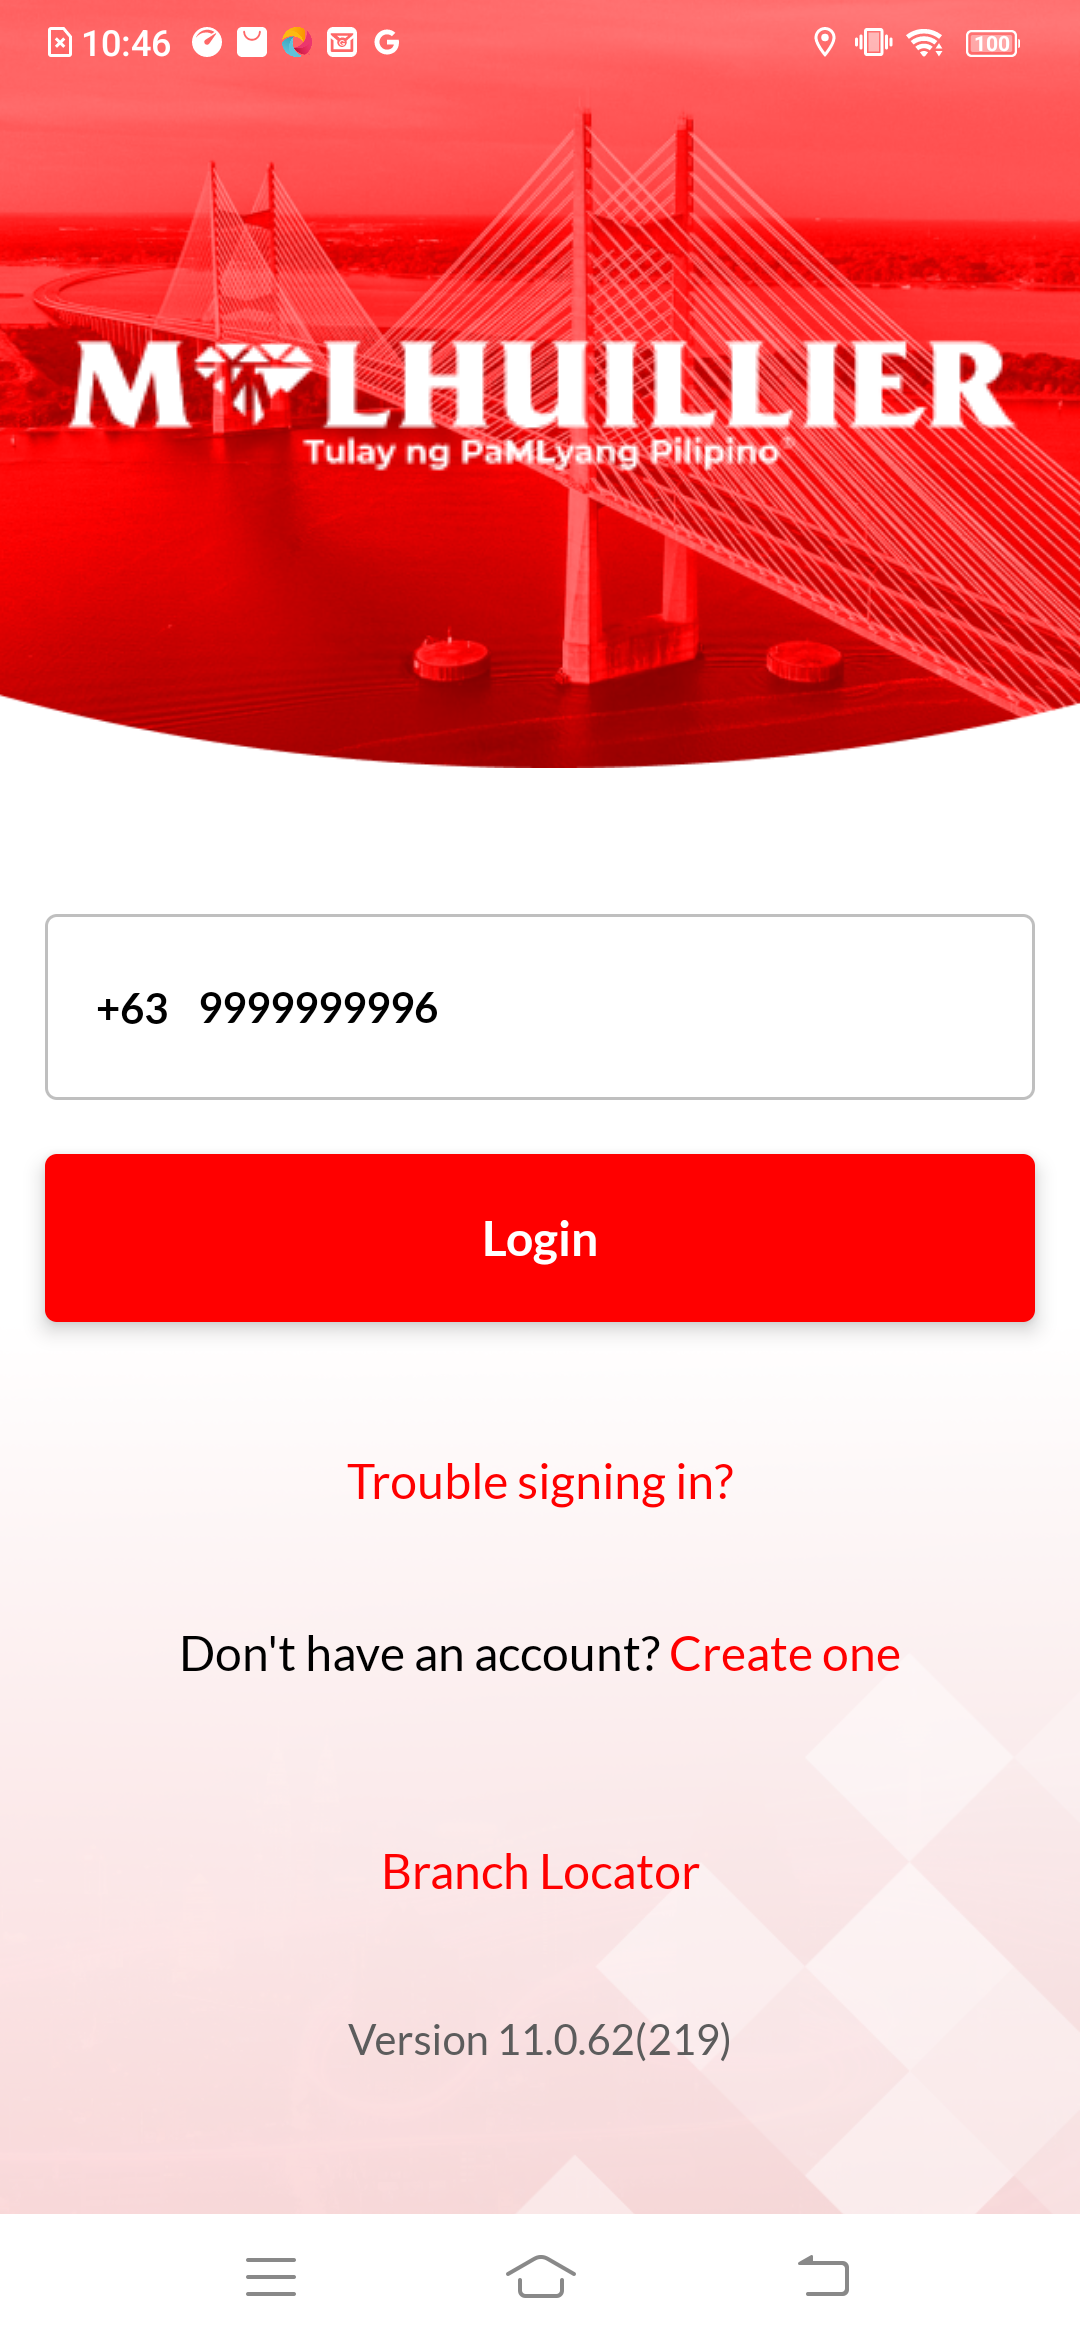 10:46
100
M LHUILLIER
Tulay ng PaMLyang Pilipino
+63 9999999996
Login
Trouble signing in?
Don't have an account? Create one
Branch Locator
Version 11.0.62(219)